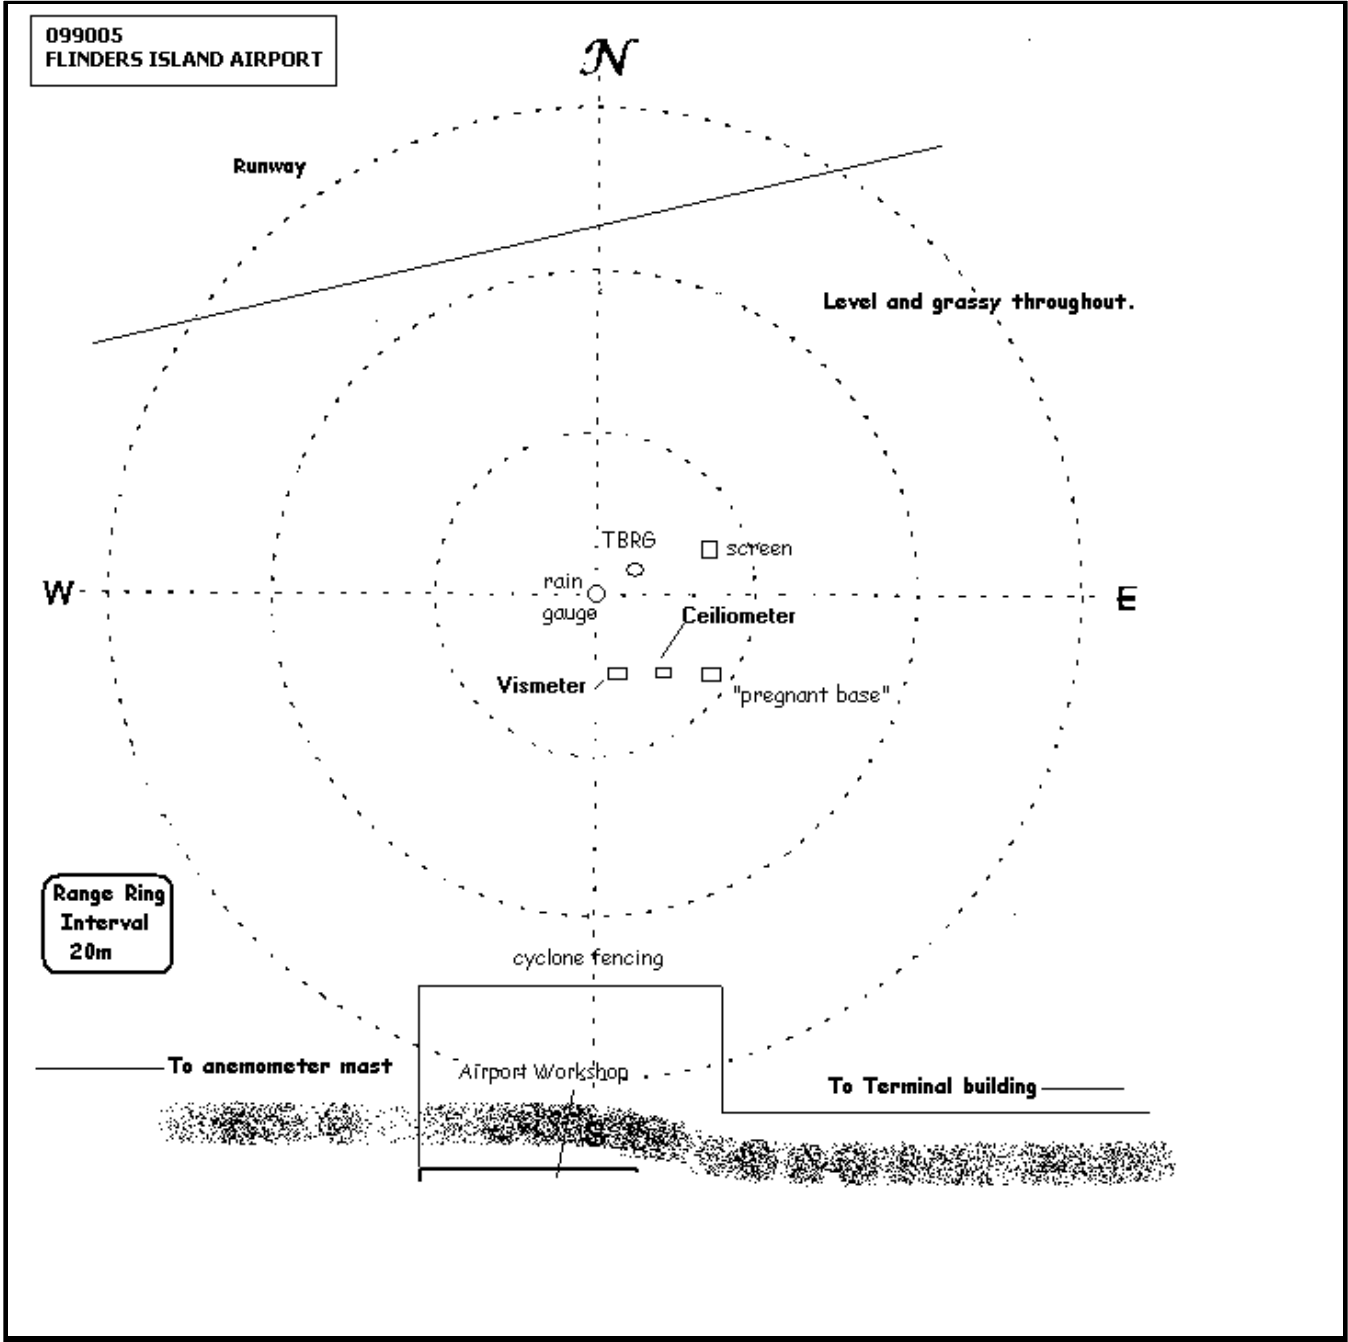 099005
FLINDERS ISLAND AIRPORT
N
Runway
Level and grassy throughout.
TBRG
screen
rain
gauge
W
E
Ceiliometer
Vismeter
"pregnant base"
Range Ring
Interval
20m
cyclone fencing
To anemometer mast
Airport Workshop
To Terminal building
S